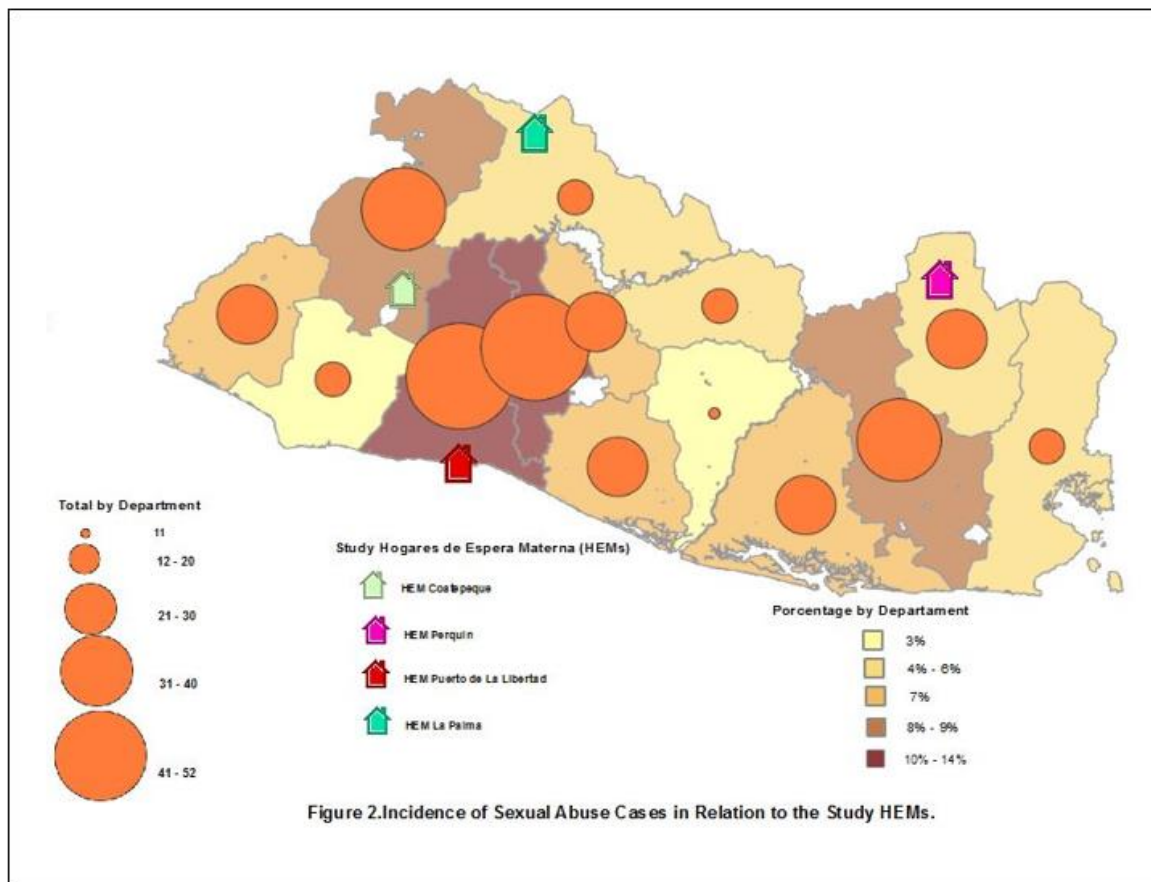 Total by Department
11
12 - 20
21 - 30
31 - 40
41 - 52
Study Hogares de Espera Materna (HEMs)
HEM Coatepeque
HEM Perquin
HEM Puerto de La Libertad
HEM La Palma
Porcentage by Departament
3%
4% - 6%
7%
8% - 9%
10% - 14%
Figure 2.Incidence of Sexual Abuse Cases in Relation to the Study HEMs.